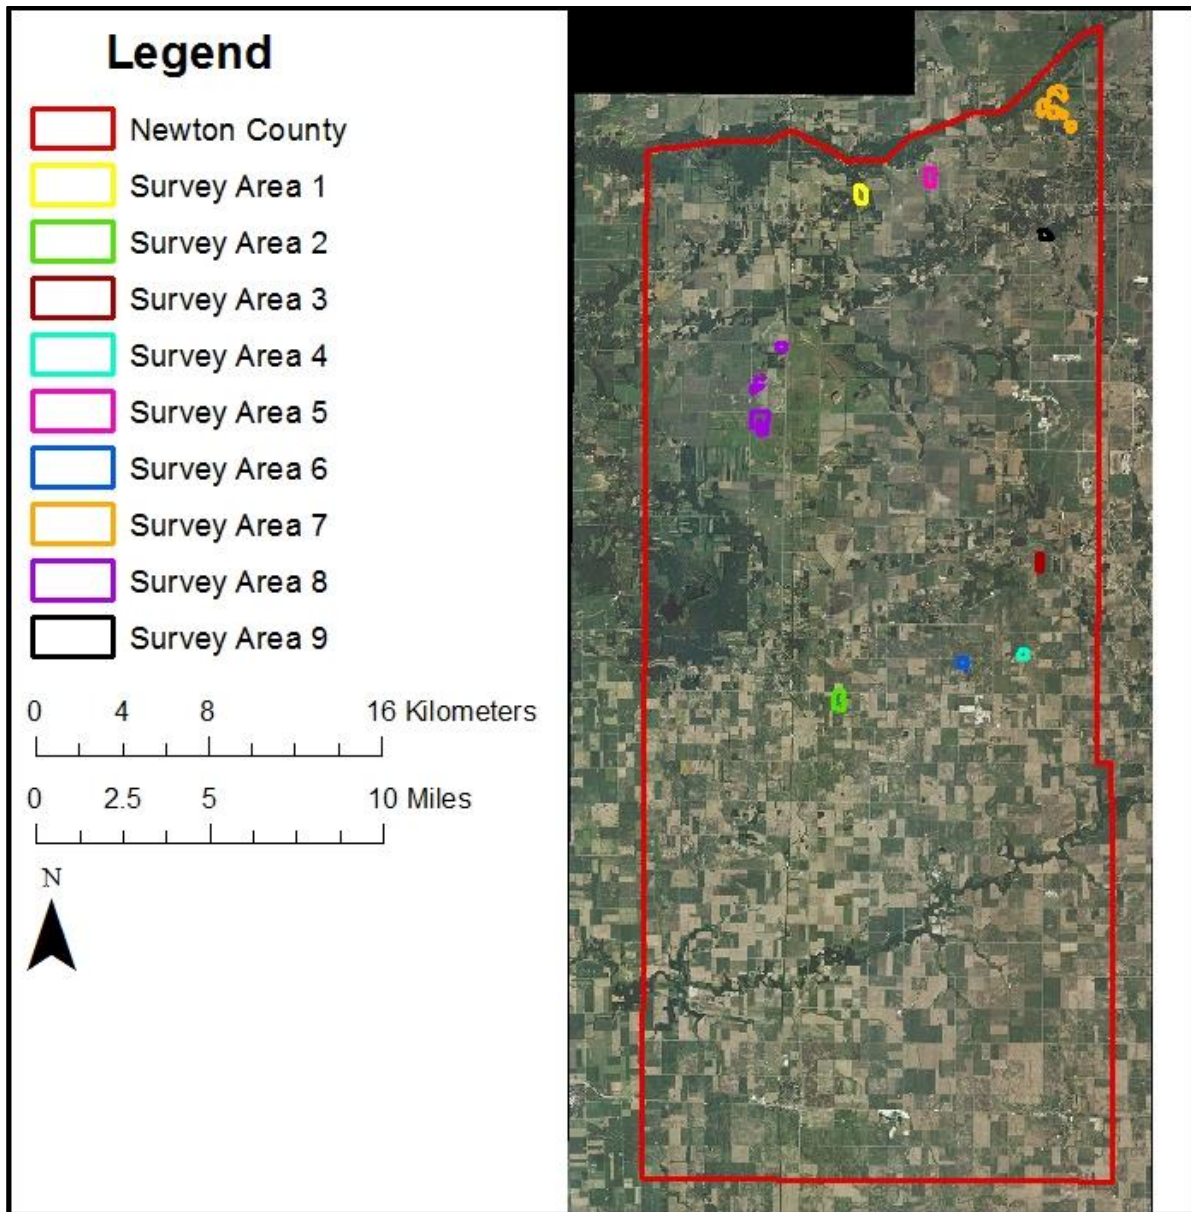 Legend
Newton County
Survey Area 1
Survey Area 2
Survey Area 3
Survey Area 4
Survey Area 5
Survey Area 6
Survey Area 7
Survey Area 8
Survey Area 9
0 4 8 16 Kilometers
0 2.5 5 10 Miles
N